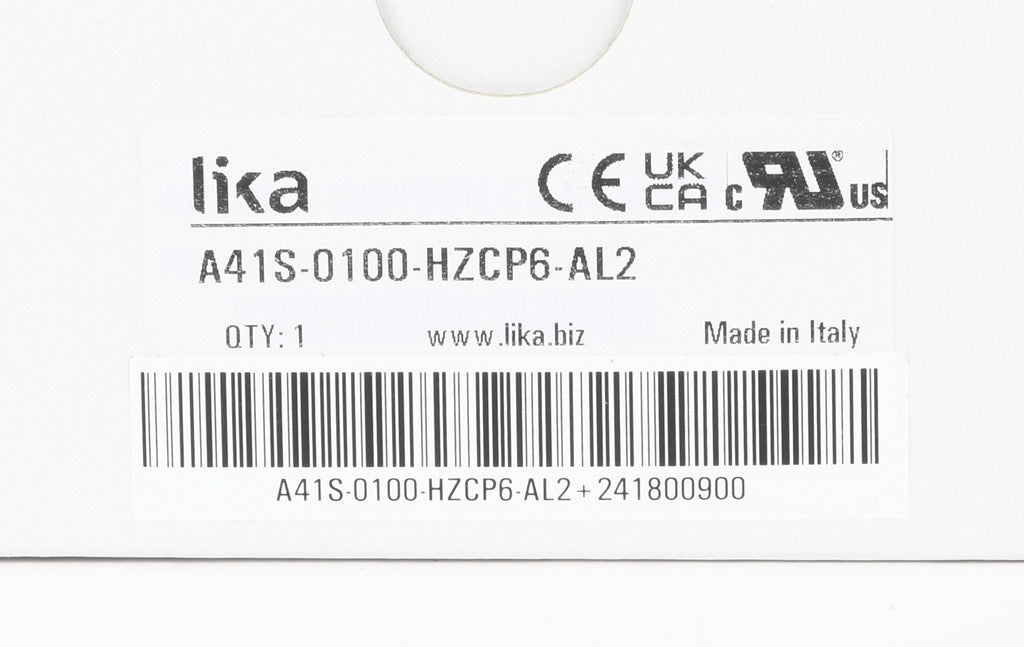 lika CE UK CA C RU® US
A41S-0100-HZCP6-AL2
QTY: 1 www.lika.biz Made in Italy
A41S-0100-HZCP6-AL2+241800900